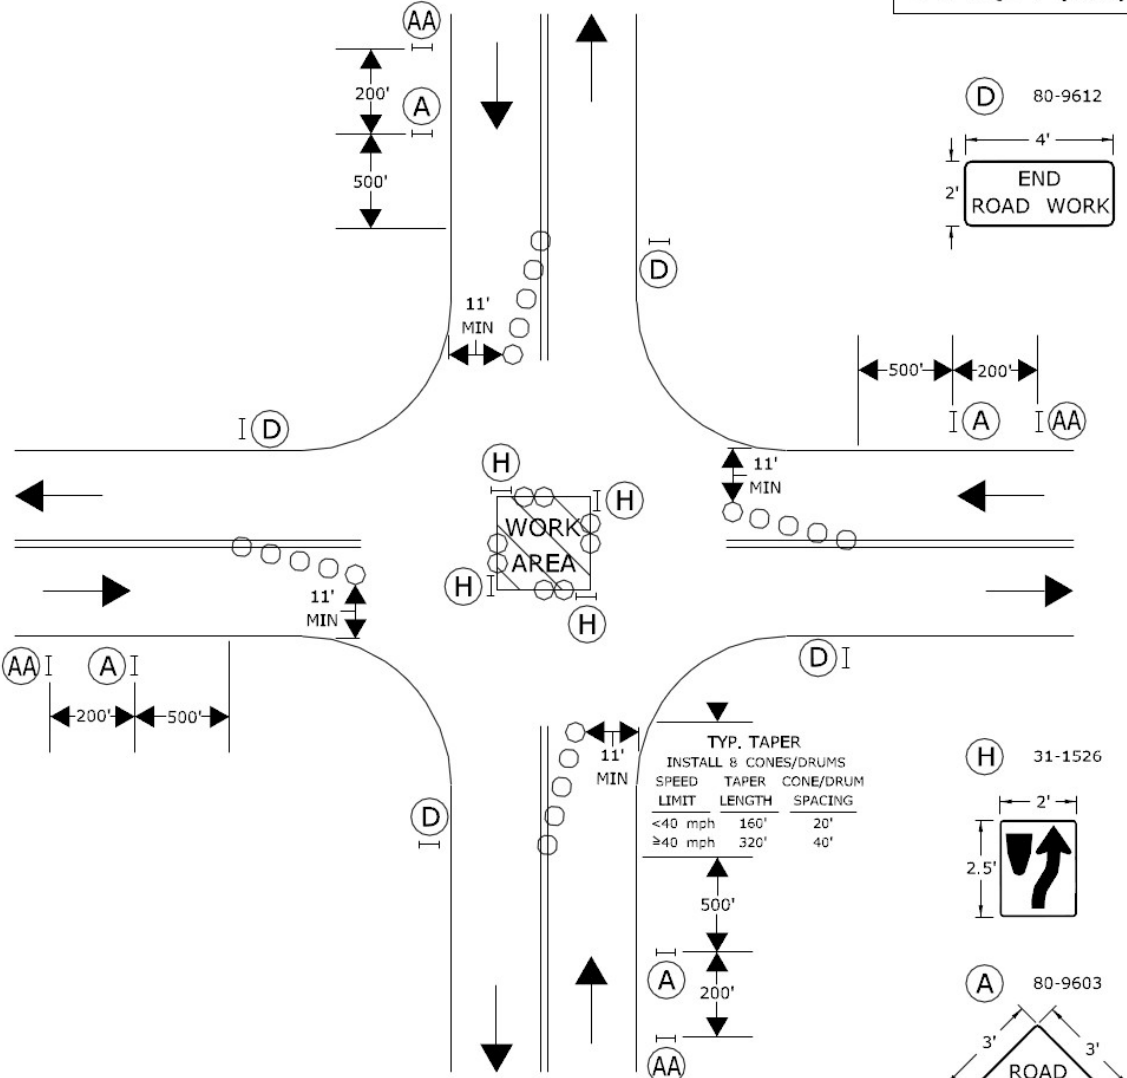 AA
200'
A
500'
D 80-9612
4'
2'
END
ROAD WORK
D
11'
MIN
500' 200'
A AA
D
H
H
11'
MIN
WORK
AREA
H
H
11'
MIN
AA A
200' 500'
D
11'
MIN
TYP. TAPER
INSTALL 8 CONES/DRUMS
SPEED TAPER CONE/DRUM
LIMIT LENGTH SPACING
<40 mph 160' 20'
≥40 mph 320' 40'
D
500'
A
200'
AA
H 31-1526
2'
2.5'
A 80-9603
3' 3'
ROAD